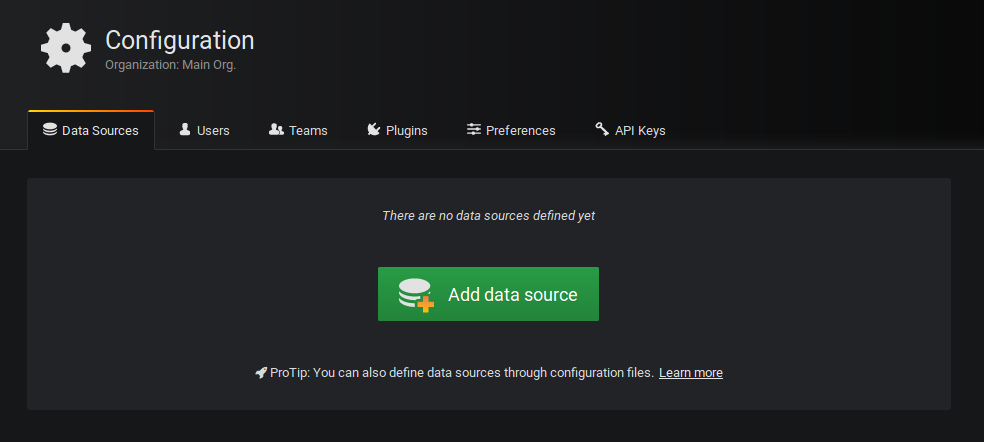 Configuration
Organization: Main Org.
Data Sources Users Teams Plugins Preferences API Keys
There are no data sources defined yet
Add data source
ProTip: You can also define data sources through configuration files. Learn more